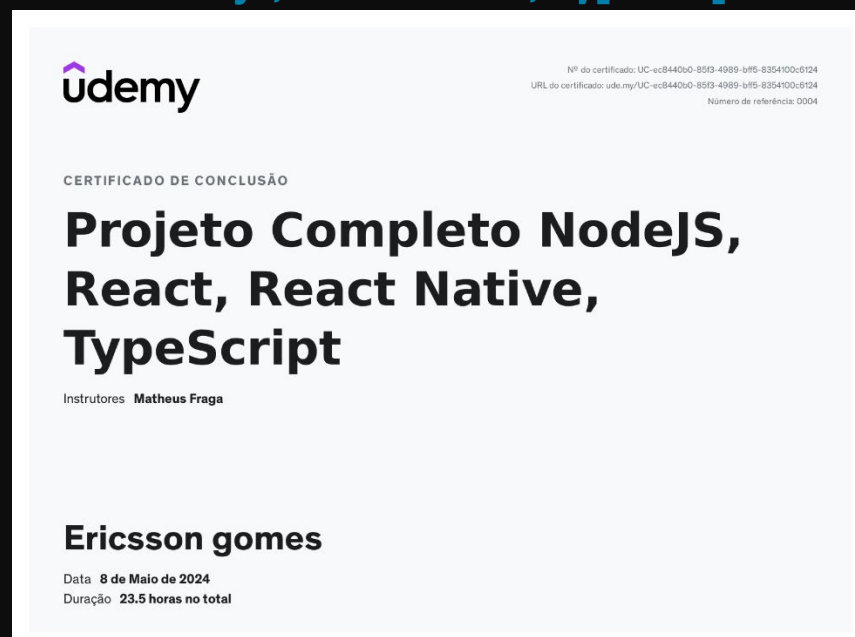 ûdemy
Nº do certificado: UC-ec8440b0-85f3-4989-bff5-8354100c6124
URL do certificado: ude.my/UC-ec8440b0-85f3-4989-bff5-8354100c6124
Número de referência: 0004
CERTIFICADO DE CONCLUSÃO
Projeto Completo NodeJS,
React, React Native,
TypeScript
Instrutores Matheus Fraga
Ericsson gomes
Data 8 de Maio de 2024
Duração 23.5 horas no total